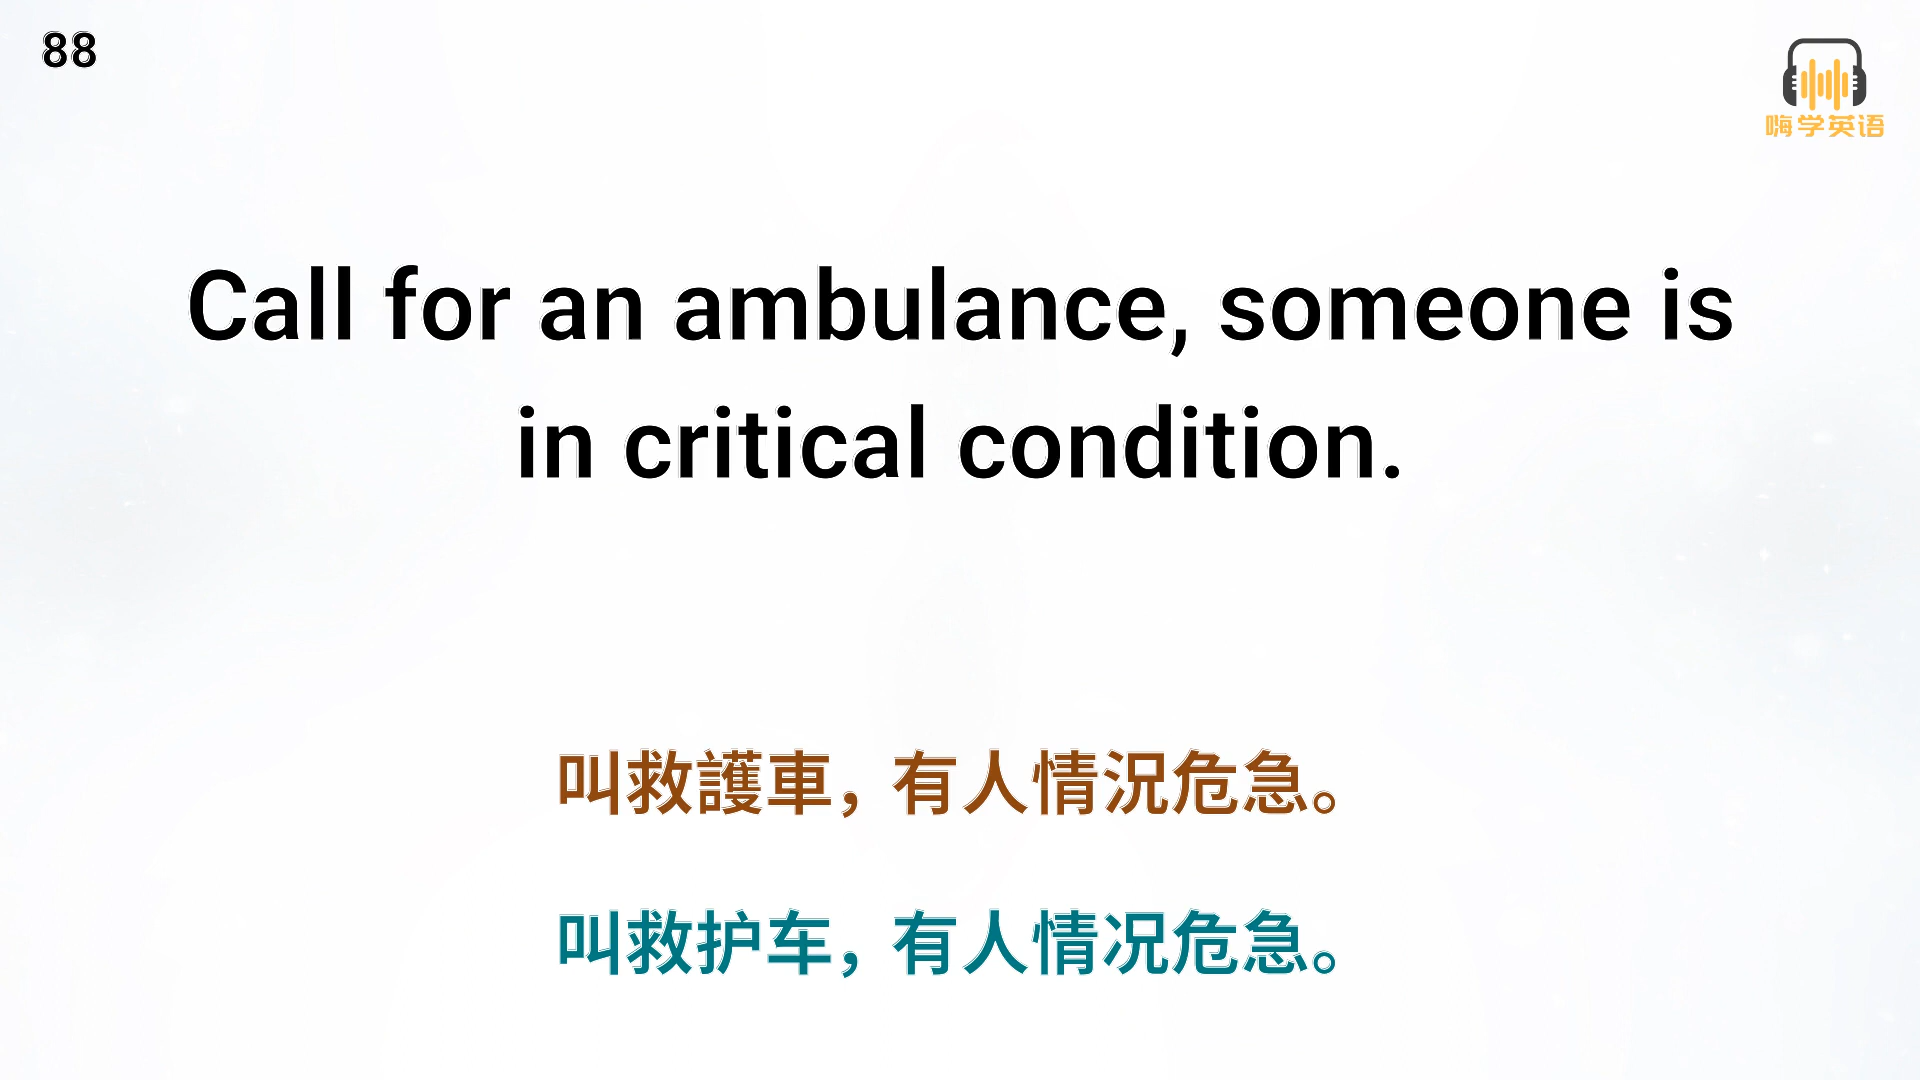 88
嗨学英语
Call for an ambulance, someone is
in critical condition.
叫救護車，有人情況危急。
叫救护车，有人情况危急。